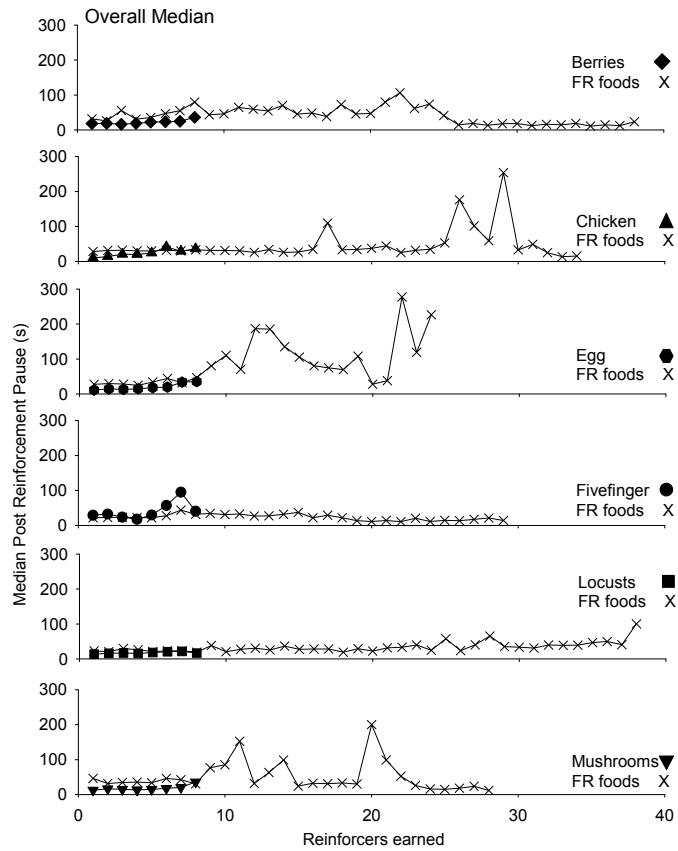 Overall Median
300
200
100
0
Berries
FR foods X
300
200
100
0
Chicken
FR foods X
300
200
100
0
Egg
FR foods X
300
200
100
0
Fivefinger
FR foods X
300
200
100
0
Locusts
FR foods X
300
200
100
0
Mushrooms
FR foods X
0 10 20 30 40
Reinforcers earned
Median Post Reinforcement Pause (s)